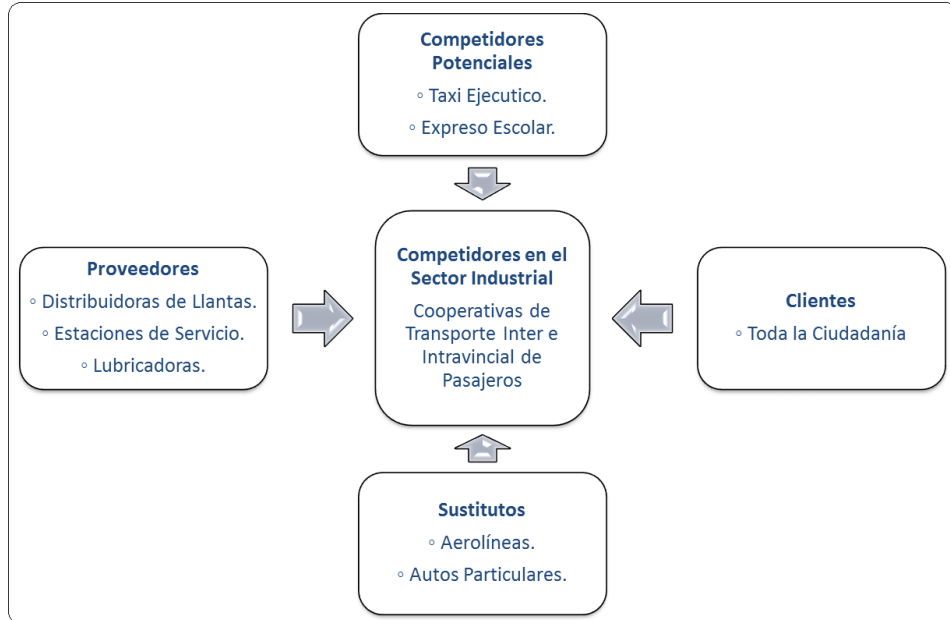 Competidores
Potenciales
◦ Taxi Ejecutico.
◦ Expreso Escolar.
Proveedores
◦ Distribuidoras de Llantas.
◦ Estaciones de Servicio.
◦ Lubricadoras.
Competidores en el
Sector Industrial
Cooperativas de
Transporte Inter e
Intravincial de
Pasajeros
Clientes
◦ Toda la Ciudadanía
Sustitutos
◦ Aerolíneas.
◦ Autos Particulares.